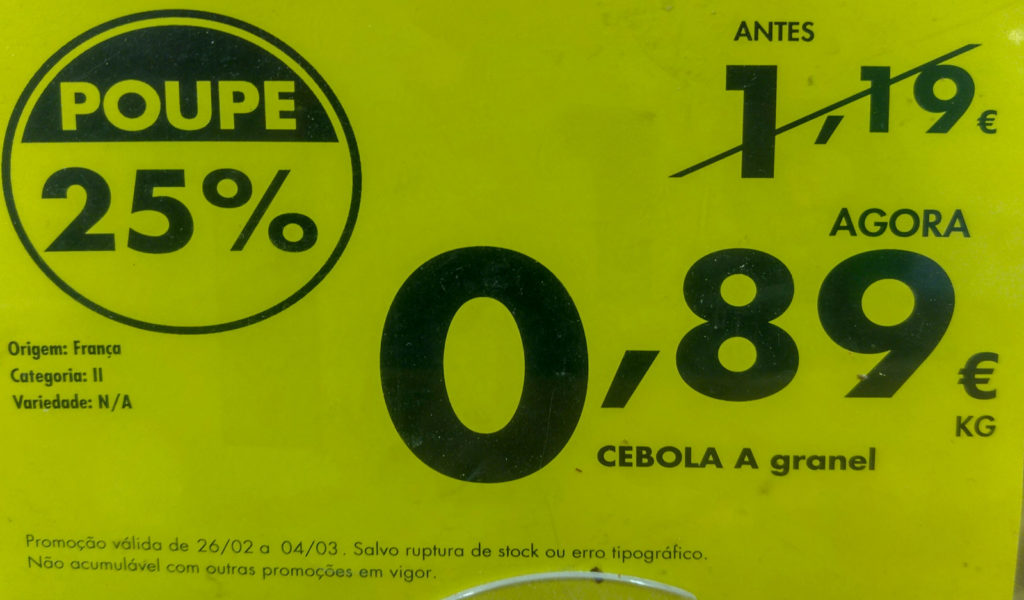 POUPE
25%
ANTES
1,19€
AGORA
0,89€
KG
CEBOLA A granel
Origem: França
Categoria: II
Variedade: N/A
Promoção válida de 26/02 a 04/03. Salvo ruptura de stock ou erro tipográfico.
Não acumulável com outras promoções em vigor.